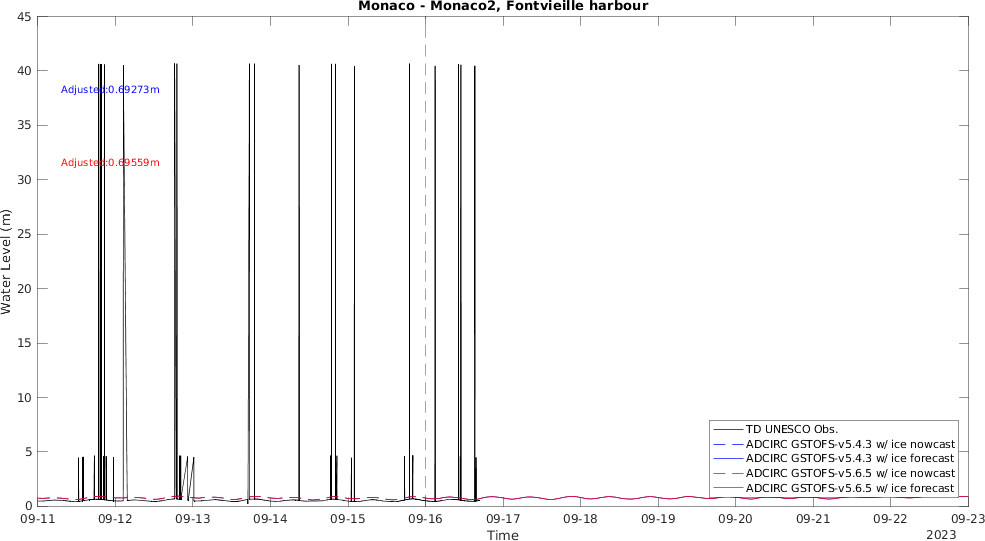 Monaco - Monaco2, Fontvieille harbour
45
40
35
30
25
20
15
10
5
0
Water Level (m)
Adjusted:0.69273m
Adjusted:0.69559m
TD UNESCO Obs.
ADCIRC GSTOFS-v5.4.3 w/ ice nowcast
ADCIRC GSTOFS-v5.4.3 w/ ice forecast
ADCIRC GSTOFS-v5.6.5 w/ ice nowcast
ADCIRC GSTOFS-v5.6.5 w/ ice forecast
09-11 09-12 09-13 09-14 09-15 09-16 09-17 09-18 09-19 09-20 09-21 09-22 09-23
Time
2023